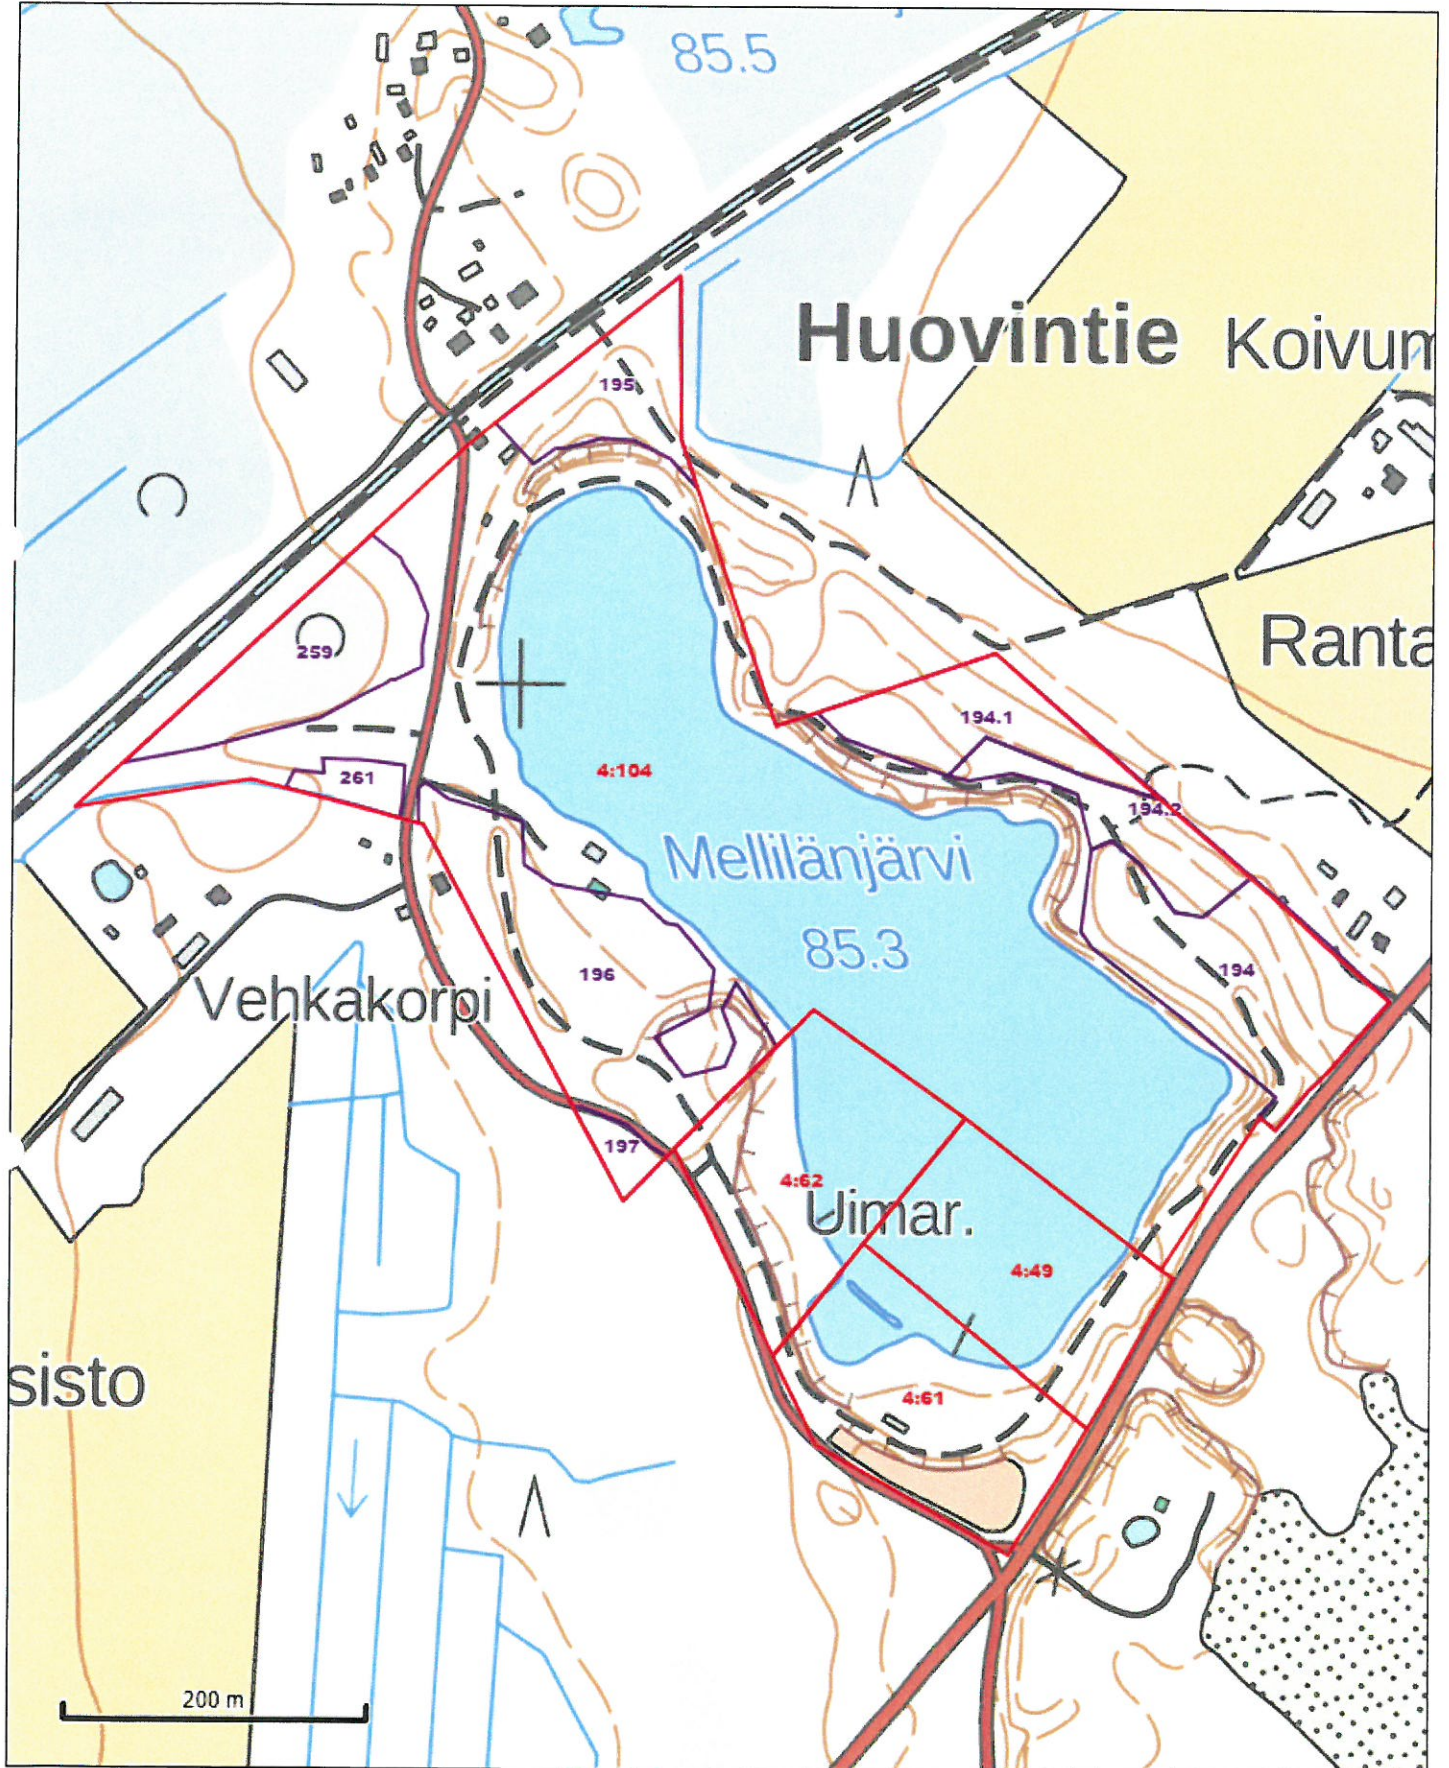 85.5
Huovintie
Koivum
195
Ranta
259
194.1
261
4:104
194.2
Mellilänjärvi
85.3
196
194
Vehkakorpi
197
4:62
Uimar.
4:49
sisto
4:61
200 m